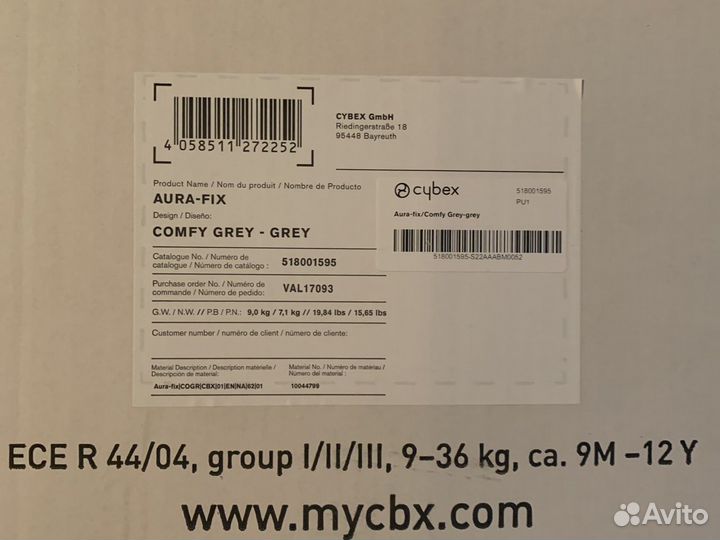 4 058511 272252
CYBEX GmbH
Riedingerstraße 18
95448 Bayreuth
Product Name / Nom du produit / Nombre de Producto
AURA-FIX
Design / Diseño:
COMFY GREY - GREY
cybex
518001595
PU1
Aura-fix/Comfy Grey-grey
518001595-S22AAABM0052
Catalogue No. / Numéro de
catalogue / Número de catálogo :
518001595
Purchase order No. / Numéro de
commande / Número de pedido:
VAL17093
G.W. / N.W. // P.B / P.N.: 9,0 kg / 7,1 kg // 19,84 lbs / 15,65 lbs
Customer number / numéro de client / número de cliente:
Material Description / Description matérielle /
Descripción de material:
Material No. / Numéro de matériau /
Número del material :
Aura-fix|COGR|CBX|01|EN|NA|62|01
10044799
ECE R 44/04, group I/II/III, 9–36 kg, ca. 9M –12 Y
www.mycbx.com
Avito